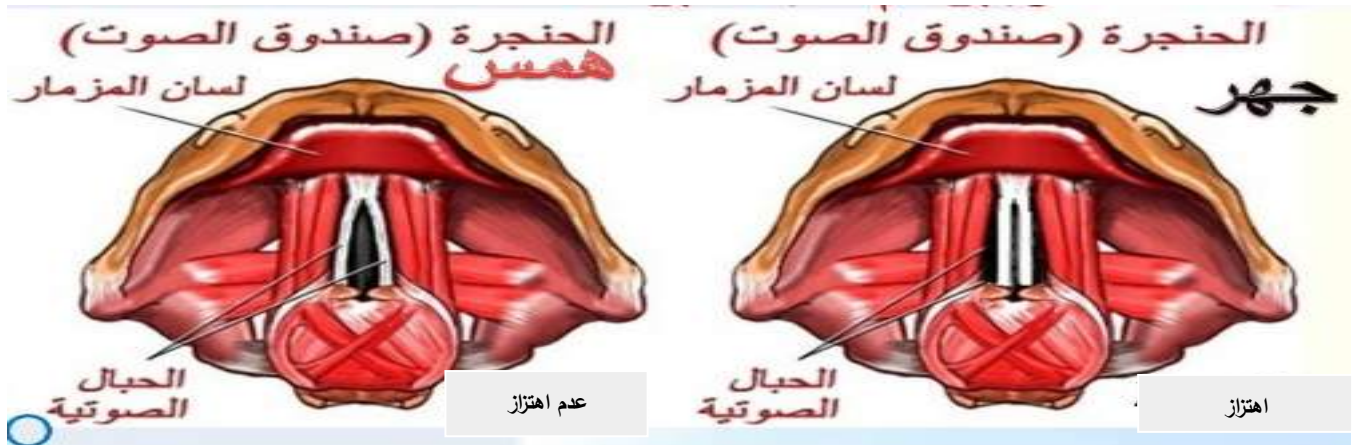 الحنجرة (صندوق الصوت)
جهر
لسان المزمار
الحبال
الصوتية
اهتزاز
الحنجرة (صندوق الصوت)
همس
لسان المزمار
الحبال
الصوتية
عدم اهتزاز